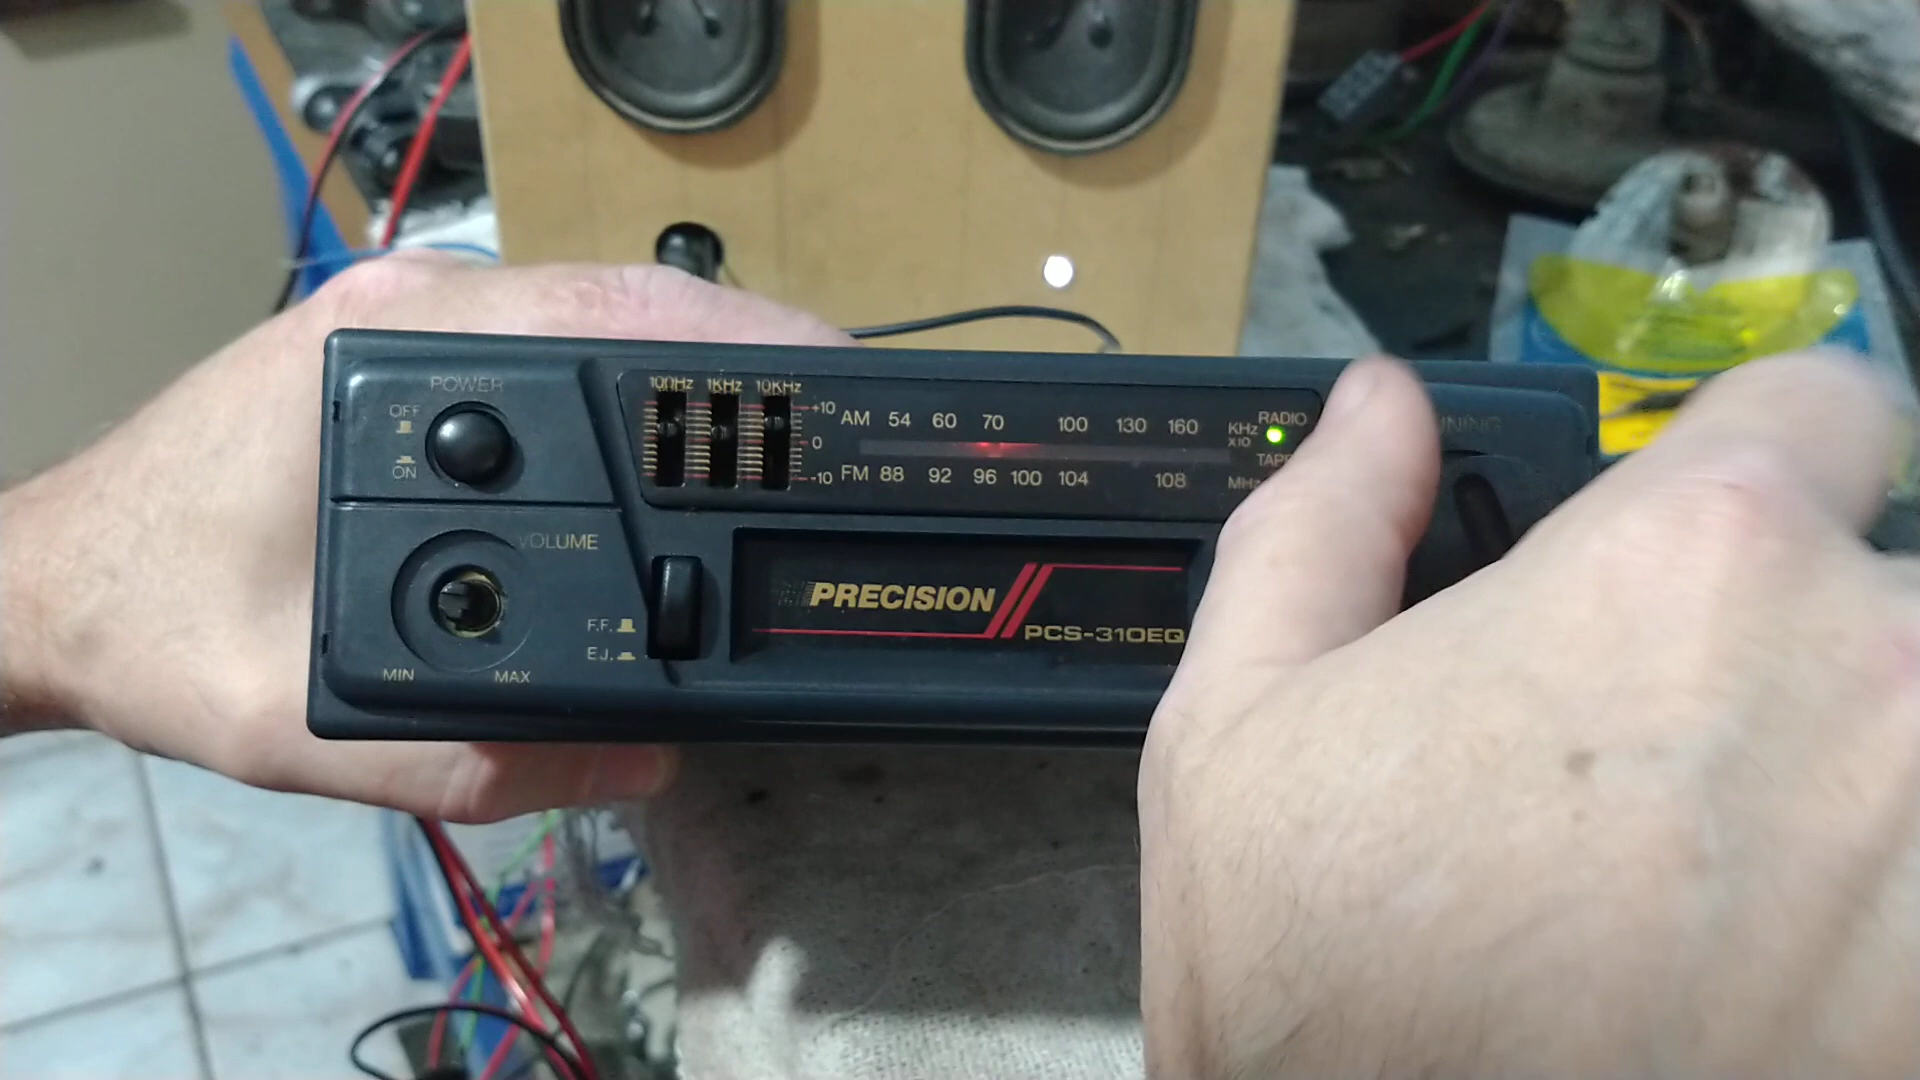 POWER
OFF
ON
VOLUME
MIN MAX
F.F.
EJ.
100Hz 1KHz 10KHz
+10
0
-10
AM 54 60 70 100 130 160 KHz
X10
FM 88 92 96 100 104 108 MHz
RADIO
TAPE
PRECISION
PCS-310EQ